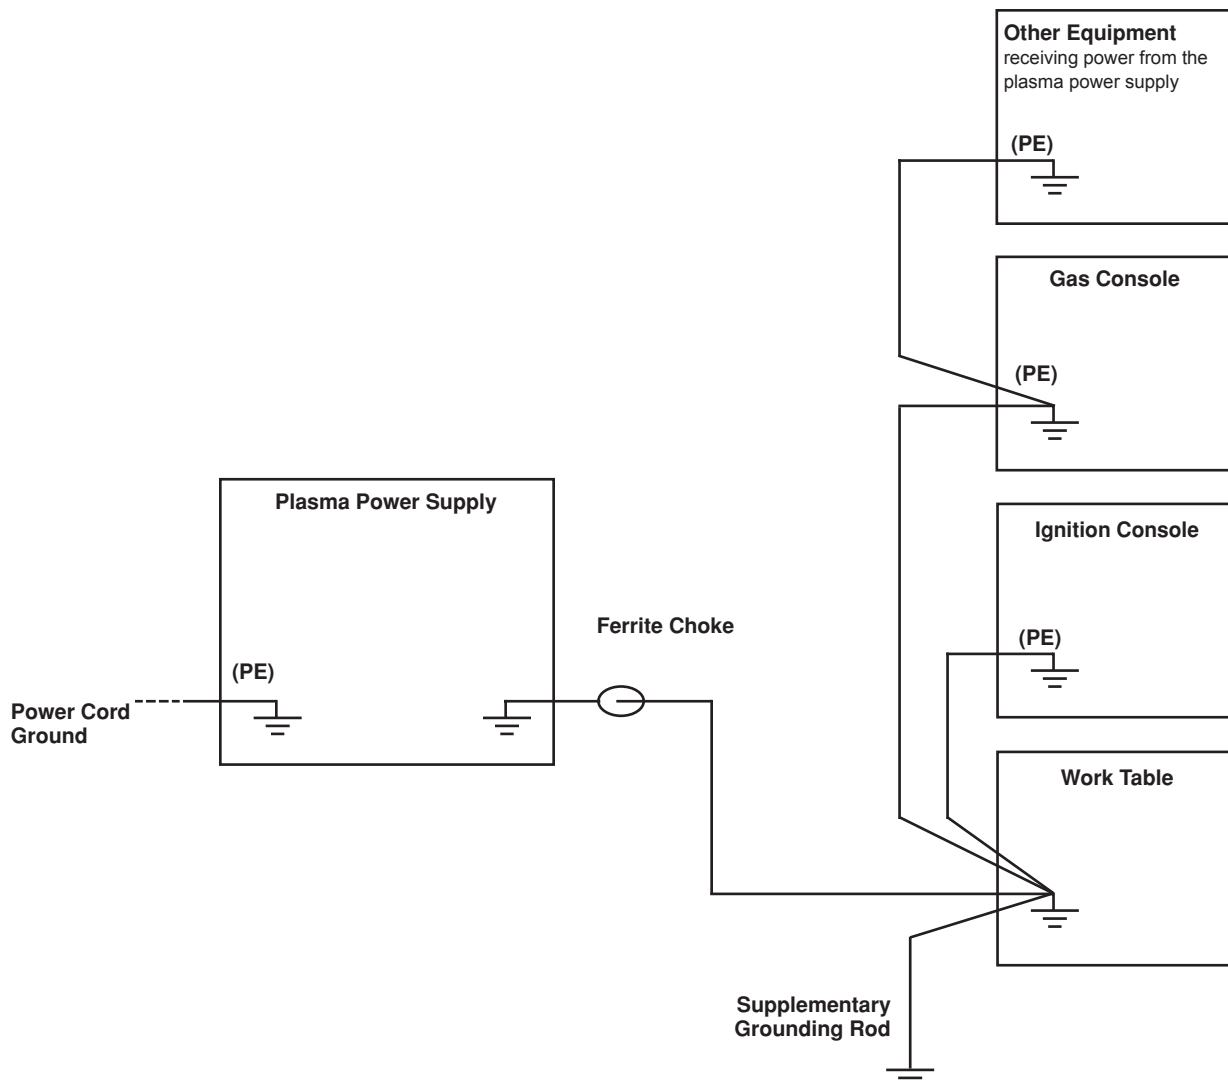 Other Equipment
receiving power from the
plasma power supply
(PE)
Gas Console
(PE)
Plasma Power Supply
Ignition Console
Ferrite Choke
(PE)
(PE)
Power Cord
Ground
Work Table
Supplementary
Grounding Rod